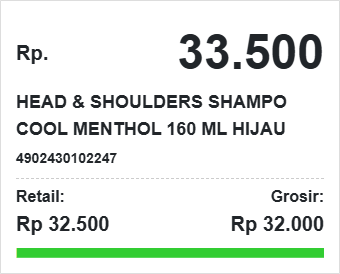 Rp. 33.500
HEAD & SHOULDERS SHAMPO
COOL MENTHOL 160 ML HIJAU
4902430102247
Retail: Grosir:
Rp 32.500 Rp 32.000